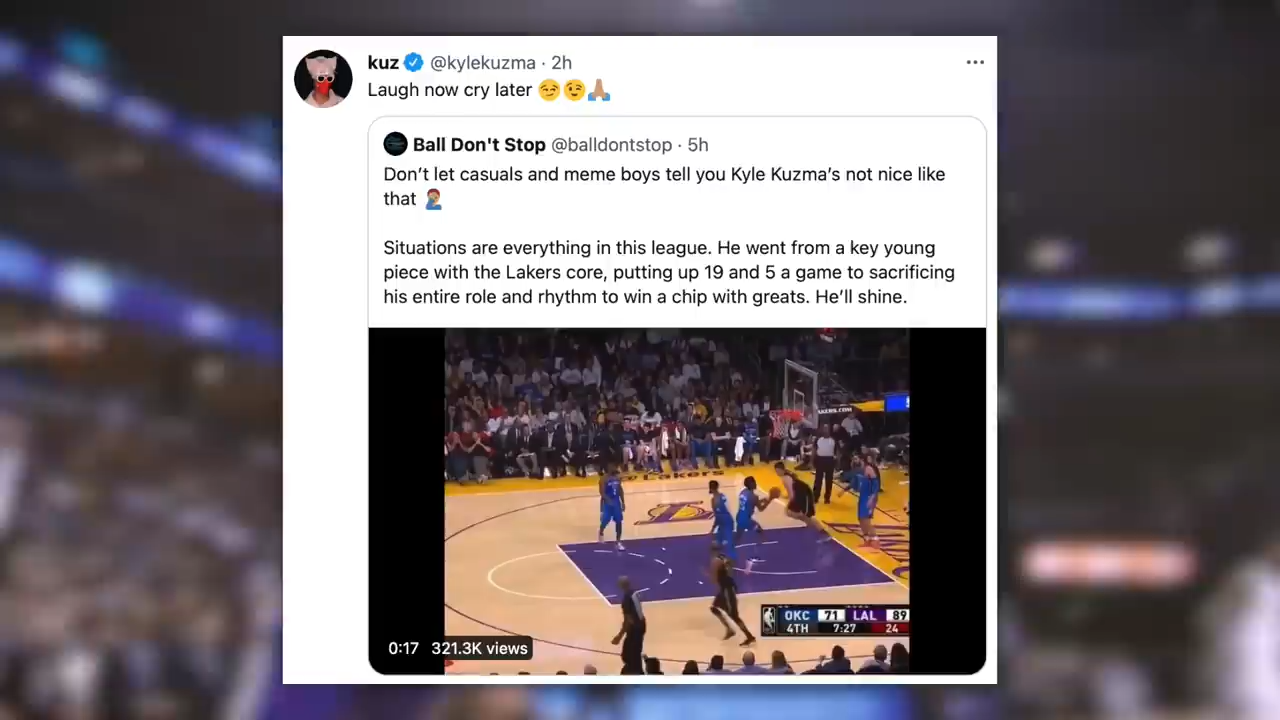 kuz @kylekuzma · 2h
Laugh now cry later 😏😉🙏🏽
Ball Don't Stop @balldontstop · 5h
Don’t let casuals and meme boys tell you Kyle Kuzma’s not nice like
that 🤦🏽‍♂️
Situations are everything in this league. He went from a key young
piece with the Lakers core, putting up 19 and 5 a game to sacrificing
his entire role and rhythm to win a chip with greats. He’ll shine.
LAKERS.COM
Lakers
OKC 71 LAL 89
4TH 7:27 24
0:17 321.3K views